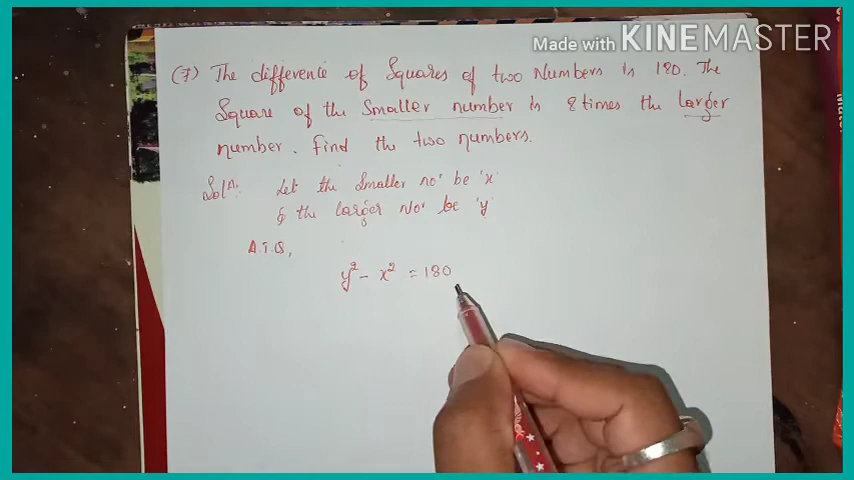 Made with KINEMASTER
(7) The difference of Squares of two Numbers is 180. The
Square of the Smaller number is 8 times the larger
number. Find the two numbers.
Soln: Let the Smaller no' be 'x'
& the larger No' be 'y'
A.T.Q,
y² - x² = 180